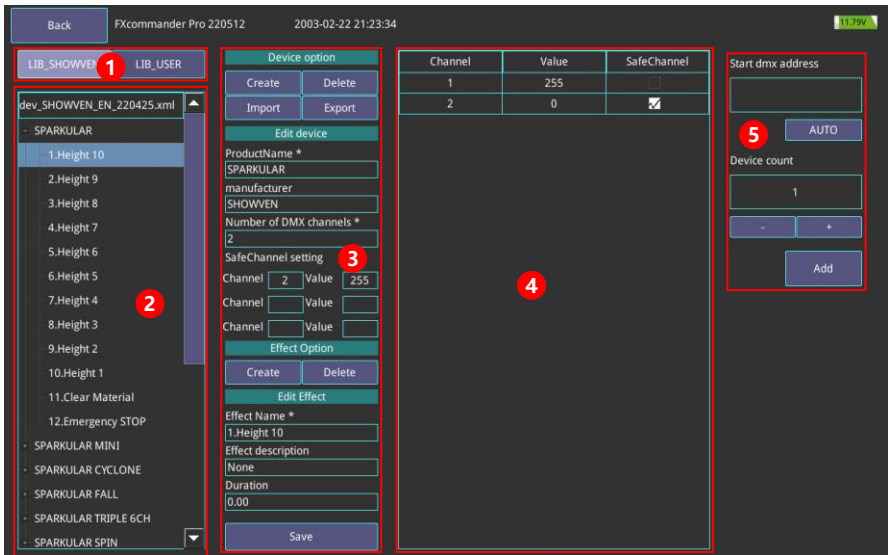 Back
FXcommander Pro 220512
2003-02-22 21:23:34
11.79V
LIB_SHOWVEN
1
LIB_USER
dev_SHOWVEN_EN_220425.xml
SPARKULAR
1.Height 10
2.Height 9
3.Height 8
4.Height 7
5.Height 6
6.Height 5
7.Height 4
8.Height 3
9.Height 2
10.Height 1
11.Clear Material
12.Emergency STOP
SPARKULAR MINI
SPARKULAR CYCLONE
SPARKULAR FALL
SPARKULAR TRIPLE 6CH
SPARKULAR SPIN
2
Device option
Create Delete
Import Export
Edit device
ProductName *
SPARKULAR
manufacturer
SHOWVEN
Number of DMX channels *
2
SafeChannel setting
3
Channel 2 Value 255
Channel Value
Channel Value
Effect Option
Create Delete
Edit Effect
Effect Name *
1.Height 10
Effect description
None
Duration
0.00
Save
Channel Value SafeChannel
1 255
2 0
4
Start dmx address
5
AUTO
Device count
1
- +
Add